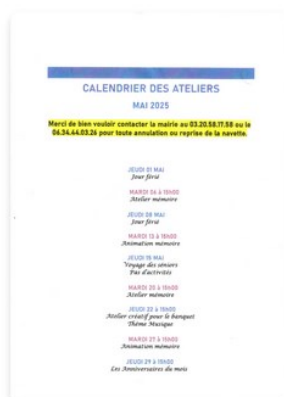 CALENDRIER DES ATELIERS
MAI 2025
Merci de bien vouloir contacter la mairie au 03.20.58.17.58 ou le
06.34.44.03.26 pour toute annulation ou reprise de la navette.
JEUDI 01 MAI
Jour férié
MARDI 06 à 15H00
Atelier mémoire
JEUDI 08 MAI
Jour férié
MARDI 13 à 15H00
Animation mémoire
JEUDI 15 MAI
Voyage des séniors
Pas d'activités
MARDI 20 à 15H00
Atelier mémoire
JEUDI 22 à 15H00
Atelier créatif pour le banquet
Thème Musique
MARDI 27 à 15H00
Animation mémoire
JEUDI 29 à 15H00
Les Anniversaires du mois